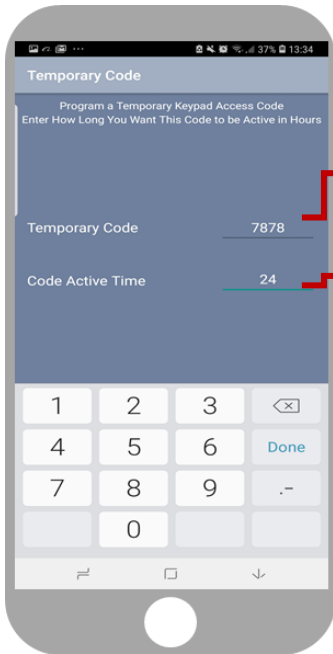 37% 13:34
Temporary Code
Program a Temporary Keypad Access Code
Enter How Long You Want This Code to be Active in Hours
Temporary Code 7878
Code Active Time 24
1 2 3
4 5 6 Done
7 8 9 .-
0